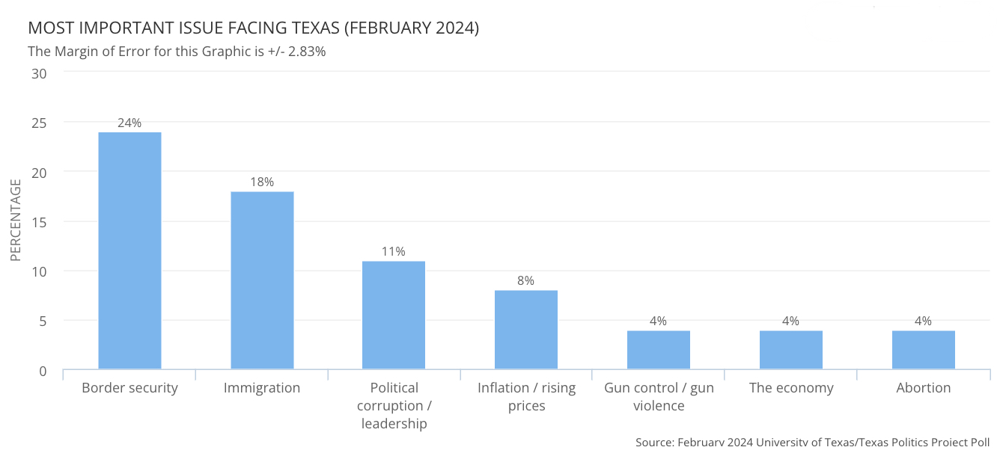 MOST IMPORTANT ISSUE FACING TEXAS (FEBRUARY 2024)
The Margin of Error for this Graphic is +/- 2.83%
PERCENTAGE
30
25
20
15
10
5
0
24%
18%
11%
8%
4%
4%
4%
Border security
Immigration
Political
corruption /
leadership
Inflation / rising
prices
Gun control / gun
violence
The economy
Abortion
Source: February 2024 University of Texas/Texas Politics Project Poll